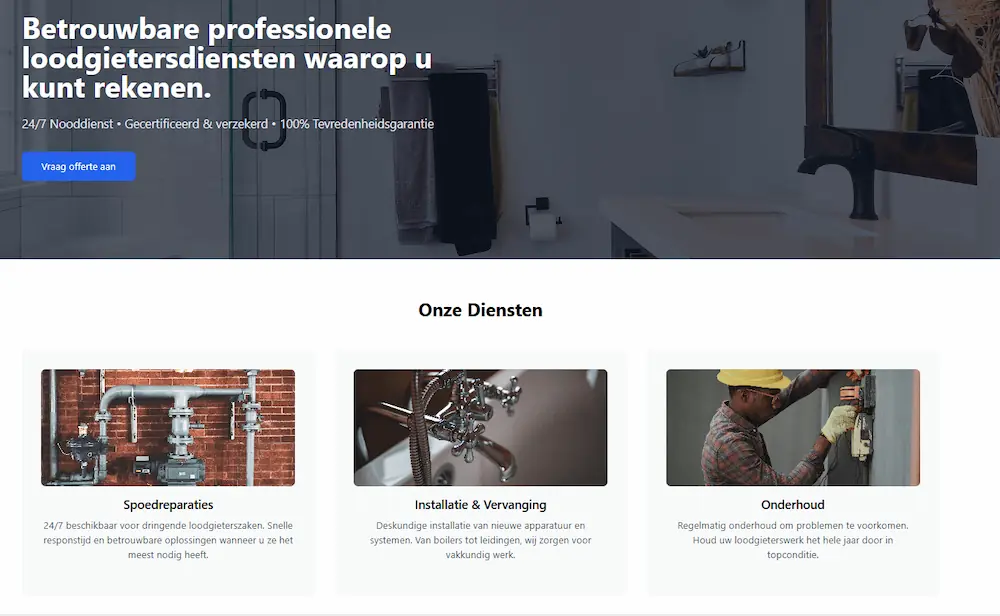 Betrouwbare professionele
loodgietersdiensten waarop u
kunt rekenen.
24/7 Nooddienst • Gecertificeerd & verzekerd • 100% Tevredenheidsgarantie
Vraag offerte aan
Onze Diensten
Spoedreparaties
24/7 beschikbaar voor dringende loodgieterszaken. Snelle
responstijd en betrouwbare oplossingen wanneer u ze het
meest nodig heeft.
Installatie & Vervanging
Deskundige installatie van nieuwe apparatuur en
systemen. Van boilers tot leidingen, wij zorgen voor
vakkundig werk.
Onderhoud
Regelmatig onderhoud om problemen te voorkomen.
Houd uw loodgieterswerk het hele jaar door in
topconditie.